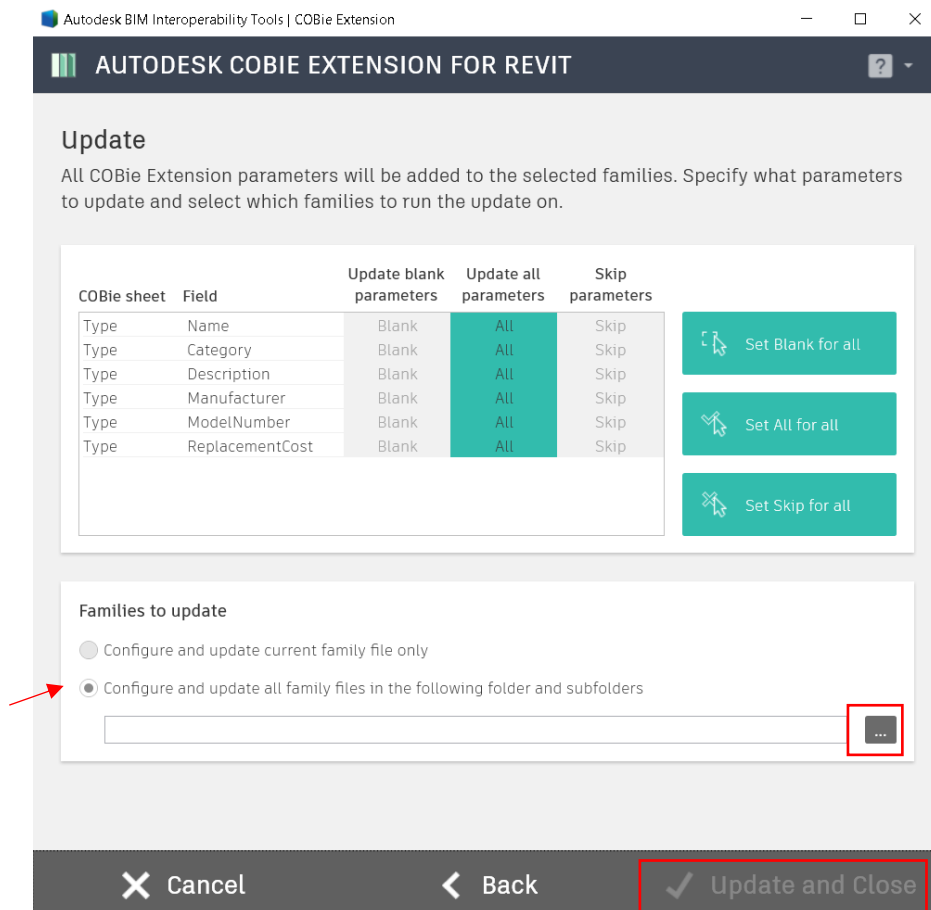 Autodesk BIM Interoperability Tools | COBie Extension
AUTODESK COBIE EXTENSION FOR REVIT
?
Update
All COBie Extension parameters will be added to the selected families. Specify what parameters
to update and select which families to run the update on.
COBie sheet Field Update blank parameters Update all parameters Skip parameters
Type Name Blank All Skip
Type Category Blank All Skip
Type Description Blank All Skip
Type Manufacturer Blank All Skip
Type ModelNumber Blank All Skip
Type ReplacementCost Blank All Skip
Set Blank for all
Set All for all
Set Skip for all
Families to update
Configure and update current family file only
Configure and update all family files in the following folder and subfolders
...
Cancel Back Update and Close